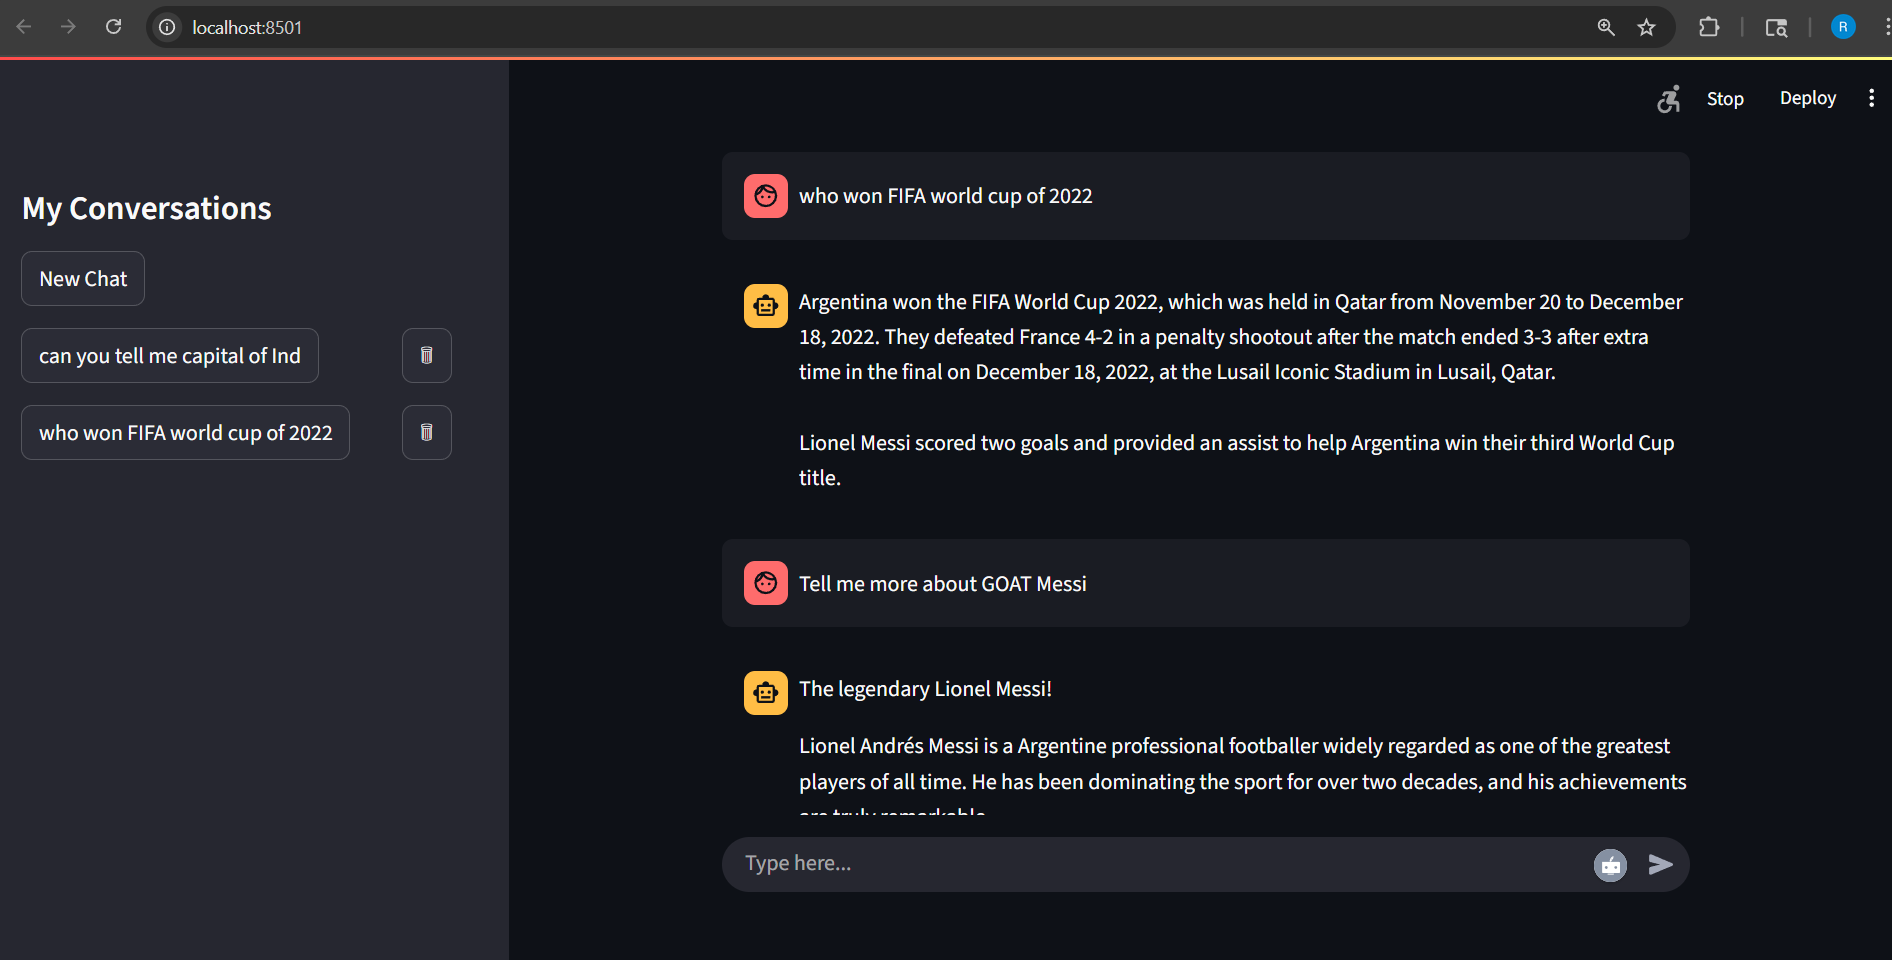 localhost:8501
R
Stop
Deploy
My Conversations
New Chat
can you tell me capital of Ind
who won FIFA world cup of 2022
who won FIFA world cup of 2022
Argentina won the FIFA World Cup 2022, which was held in Qatar from November 20 to December
18, 2022. They defeated France 4-2 in a penalty shootout after the match ended 3-3 after extra
time in the final on December 18, 2022, at the Lusail Iconic Stadium in Lusail, Qatar.
Lionel Messi scored two goals and provided an assist to help Argentina win their third World Cup
title.
Tell me more about GOAT Messi
The legendary Lionel Messi!
Lionel Andrés Messi is a Argentine professional footballer widely regarded as one of the greatest
players of all time. He has been dominating the sport for over two decades, and his achievements
are truly remarkable.
Type here...